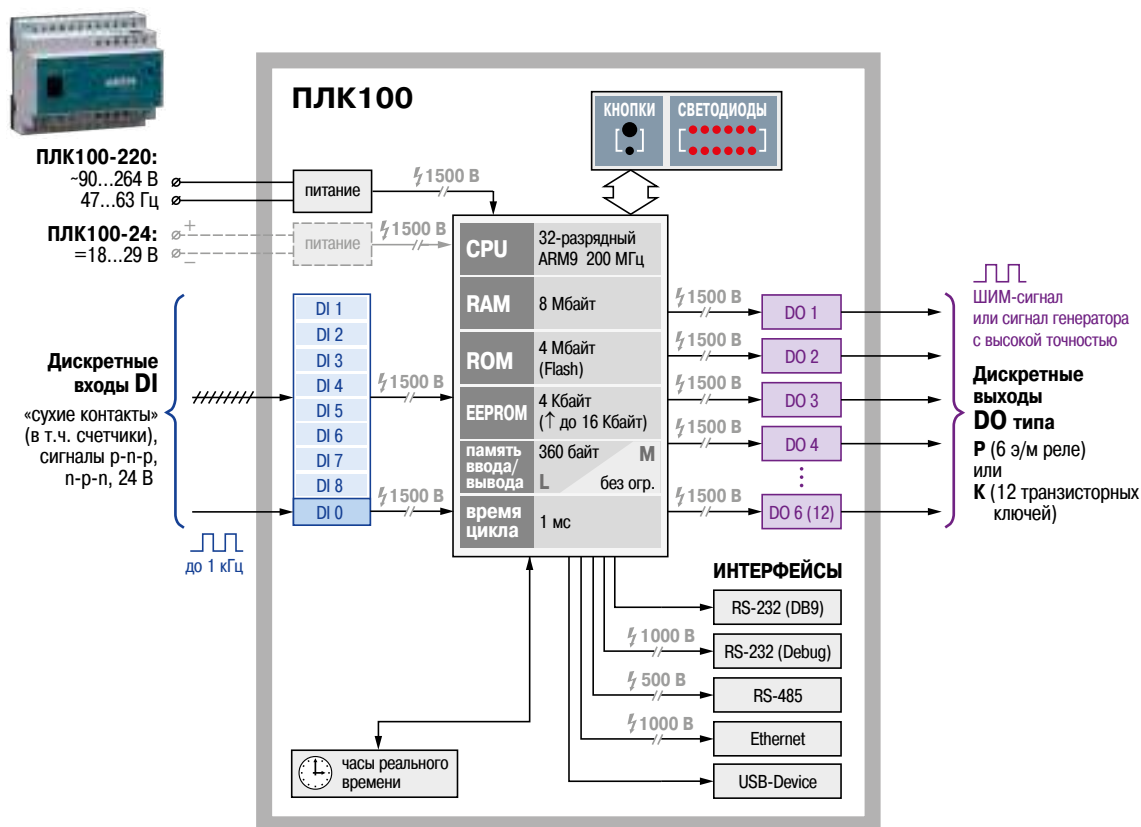 ПЛК100
КНОПКИ
СВЕТОДИОДЫ
ПЛК100-220:
~90...264 В
47...63 Гц
питание
1500 В
ПЛК100-24:
=18...29 В
+
–
питание
1500 В
Дискретные
входы DI
«сухие контакты»
(в т.ч. счетчики),
сигналы p-n-p,
n-p-n, 24 В
до 1 кГц
DI 1
DI 2
DI 3
DI 4
DI 5
DI 6
DI 7
DI 8
DI 0
1500 В
1500 В
CPU
32-разрядный
ARM9 200 МГц
RAM
8 Мбайт
ROM
4 Мбайт
(Flash)
EEPROM
4 Кбайт
(↑ до 16 Кбайт)
память
ввода/
вывода
360 байт
M
L
без огр.
время
цикла
1 мс
1500 В
DO 1
1500 В
DO 2
1500 В
DO 3
1500 В
DO 4
1500 В
DO 6 (12)
ШИМ-сигнал
или сигнал генератора
с высокой точностью
Дискретные
выходы
DO типа
Р (6 э/м реле)
или
К (12 транзисторных
ключей)
ИНТЕРФЕЙСЫ
RS-232 (DB9)
1000 В
RS-232 (Debug)
500 В
RS-485
1000 В
Ethernet
USB-Device
часы реального
времени